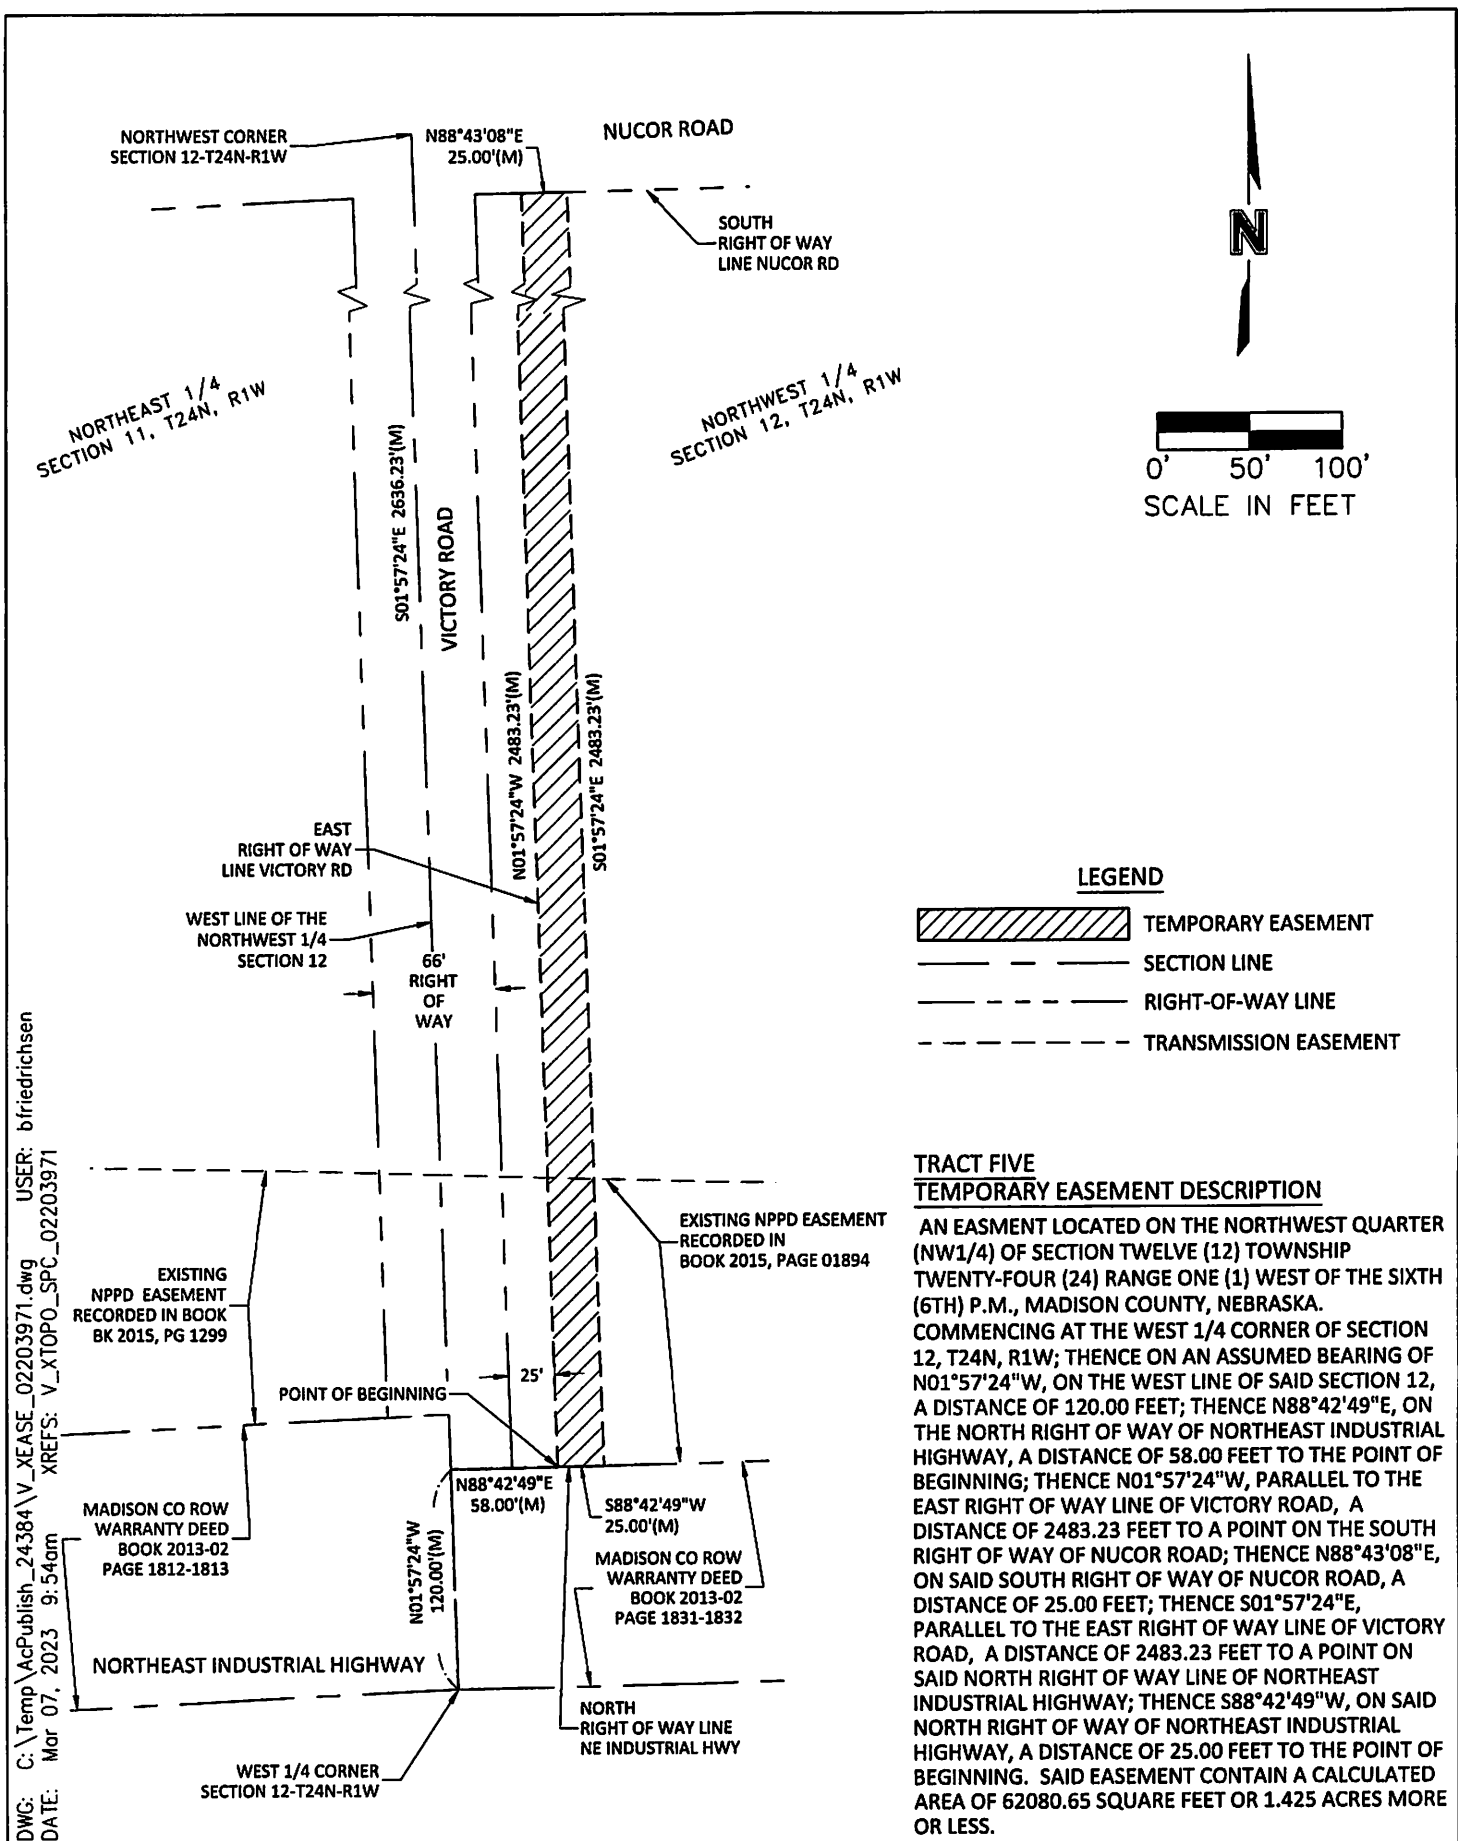 NORTHWEST CORNER
SECTION 12-T24N-R1W
N88°43'08"E
25.00'(M)
NUCOR ROAD
SOUTH
RIGHT OF WAY
LINE NUCOR RD
N
0' 50' 100'
SCALE IN FEET
NORTHEAST 1/4
SECTION 11, T24N, R1W
NORTHWEST 1/4
SECTION 12, T24N, R1W
S01°57'24"E 2636.23'(M)
VICTORY ROAD
N01°57'24"W 2483.23'(M)
S01°57'24"E 2483.23'(M)
EAST
RIGHT OF WAY
LINE VICTORY RD
WEST LINE OF THE
NORTHWEST 1/4
SECTION 12
66'
RIGHT
OF
WAY
LEGEND
TEMPORARY EASEMENT
SECTION LINE
RIGHT-OF-WAY LINE
TRANSMISSION EASEMENT
EXISTING
NPPD EASEMENT
RECORDED IN BOOK
BK 2015, PG 1299
EXISTING NPPD EASEMENT
RECORDED IN
BOOK 2015, PAGE 01894
25'
POINT OF BEGINNING
N88°42'49"E
58.00'(M)
S88°42'49"W
25.00'(M)
MADISON CO ROW
WARRANTY DEED
BOOK 2013-02
PAGE 1812-1813
N01°57'24"W
120.00'(M)
MADISON CO ROW
WARRANTY DEED
BOOK 2013-02
PAGE 1831-1832
NORTHEAST INDUSTRIAL HIGHWAY
NORTH
RIGHT OF WAY LINE
NE INDUSTRIAL HWY
WEST 1/4 CORNER
SECTION 12-T24N-R1W
TRACT FIVE
TEMPORARY EASEMENT DESCRIPTION
AN EASMENT LOCATED ON THE NORTHWEST QUARTER
(NW1/4) OF SECTION TWELVE (12) TOWNSHIP
TWENTY-FOUR (24) RANGE ONE (1) WEST OF THE SIXTH
(6TH) P.M., MADISON COUNTY, NEBRASKA.
COMMENCING AT THE WEST 1/4 CORNER OF SECTION
12, T24N, R1W; THENCE ON AN ASSUMED BEARING OF
N01°57'24"W, ON THE WEST LINE OF SAID SECTION 12,
A DISTANCE OF 120.00 FEET; THENCE N88°42'49"E, ON
THE NORTH RIGHT OF WAY OF NORTHEAST INDUSTRIAL
HIGHWAY, A DISTANCE OF 58.00 FEET TO THE POINT OF
BEGINNING; THENCE N01°57'24"W, PARALLEL TO THE
EAST RIGHT OF WAY LINE OF VICTORY ROAD, A
DISTANCE OF 2483.23 FEET TO A POINT ON THE SOUTH
RIGHT OF WAY OF NUCOR ROAD; THENCE N88°43'08"E,
ON SAID SOUTH RIGHT OF WAY OF NUCOR ROAD, A
DISTANCE OF 25.00 FEET; THENCE S01°57'24"E,
PARALLEL TO THE EAST RIGHT OF WAY LINE OF VICTORY
ROAD, A DISTANCE OF 2483.23 FEET TO A POINT ON
SAID NORTH RIGHT OF WAY LINE OF NORTHEAST
INDUSTRIAL HIGHWAY; THENCE S88°42'49"W, ON SAID
NORTH RIGHT OF WAY OF NORTHEAST INDUSTRIAL
HIGHWAY, A DISTANCE OF 25.00 FEET TO THE POINT OF
BEGINNING. SAID EASEMENT CONTAIN A CALCULATED
AREA OF 62080.65 SQUARE FEET OR 1.425 ACRES MORE
OR LESS.
DWG: C:\Temp\AcPublish_24384\V_XEASE_02203971.dwg USER: bfriedrichsen
DATE: Mar 07, 2023 9:54am XREFS: V_XTOPO_SPC_02203971